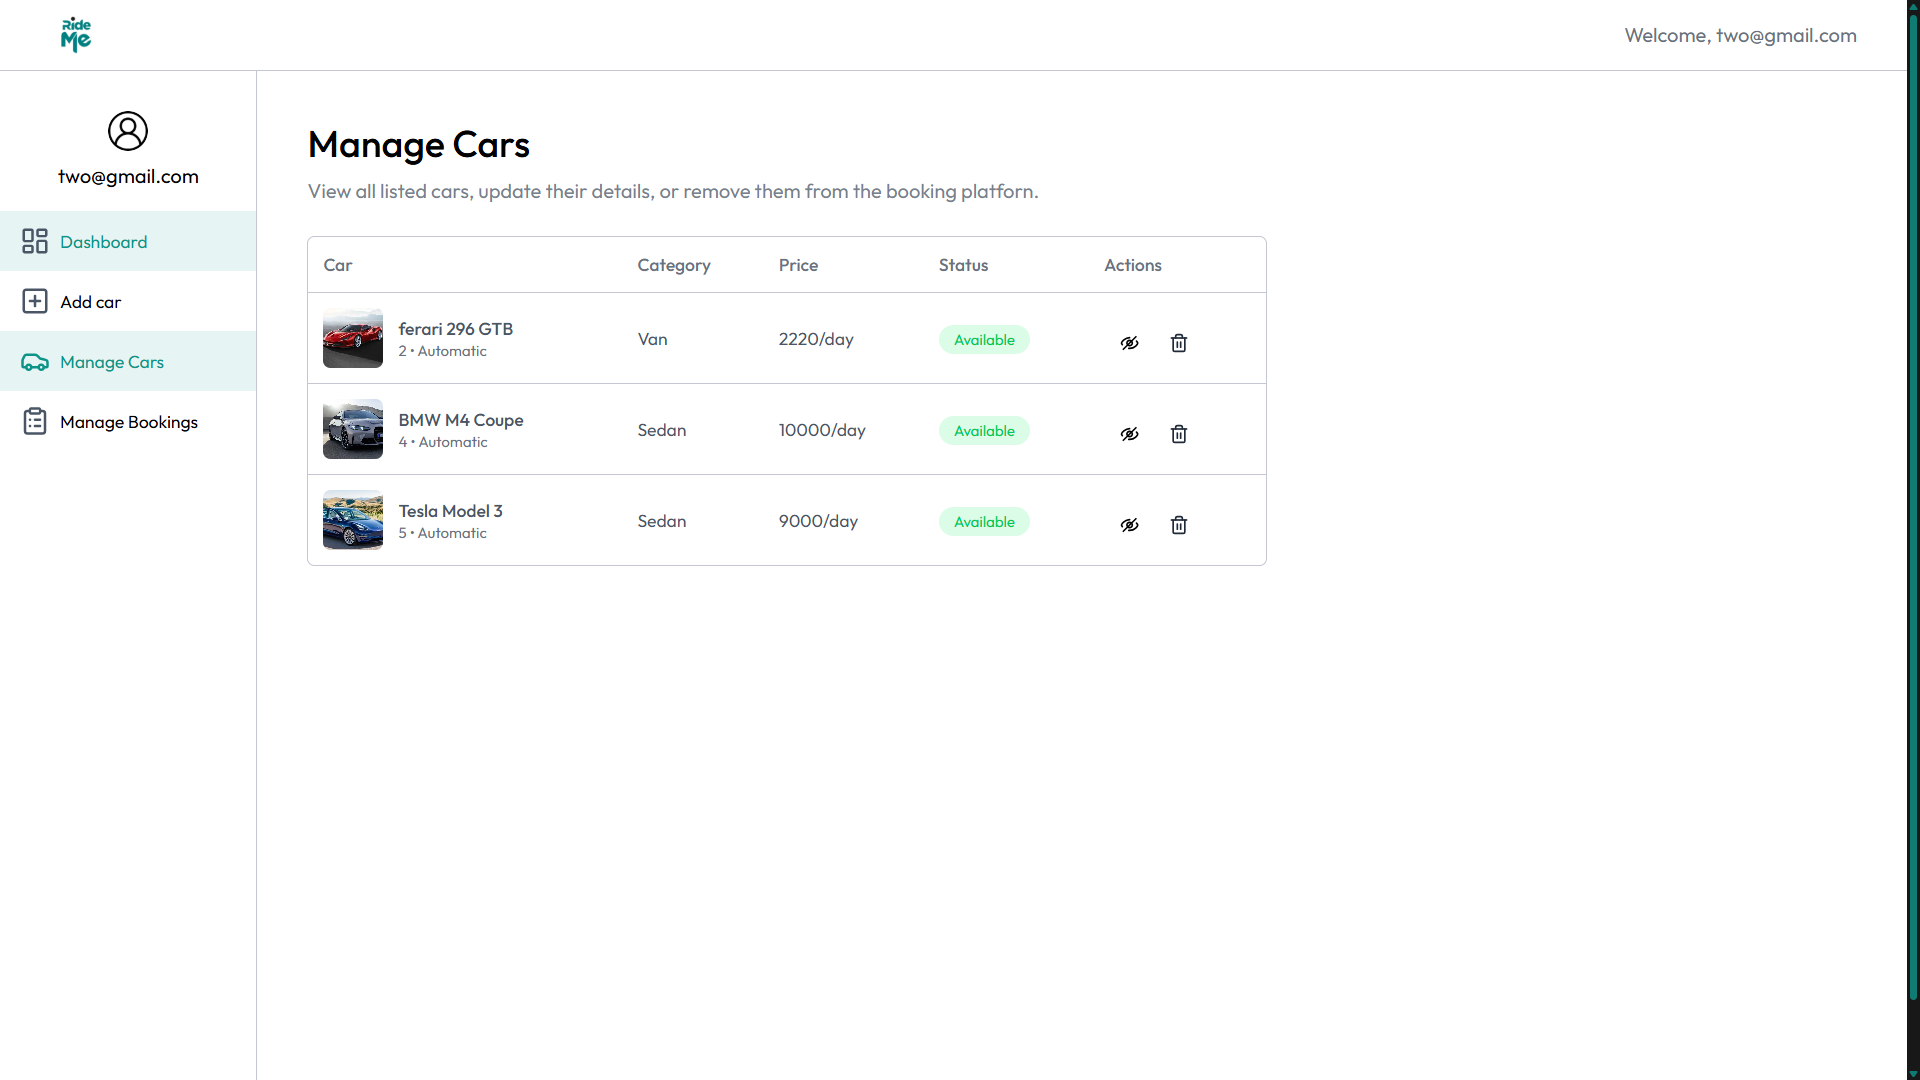 Ride
Me
Welcome, two@gmail.com
two@gmail.com
Dashboard
Add car
Manage Cars
Manage Bookings
Manage Cars
View all listed cars, update their details, or remove them from the booking platforn.
Car Category Price Status Actions
ferari 296 GTB
2 • Automatic
Van 2220/day Available
BMW M4 Coupe
4 • Automatic
Sedan 10000/day Available
Tesla Model 3
5 • Automatic
Sedan 9000/day Available